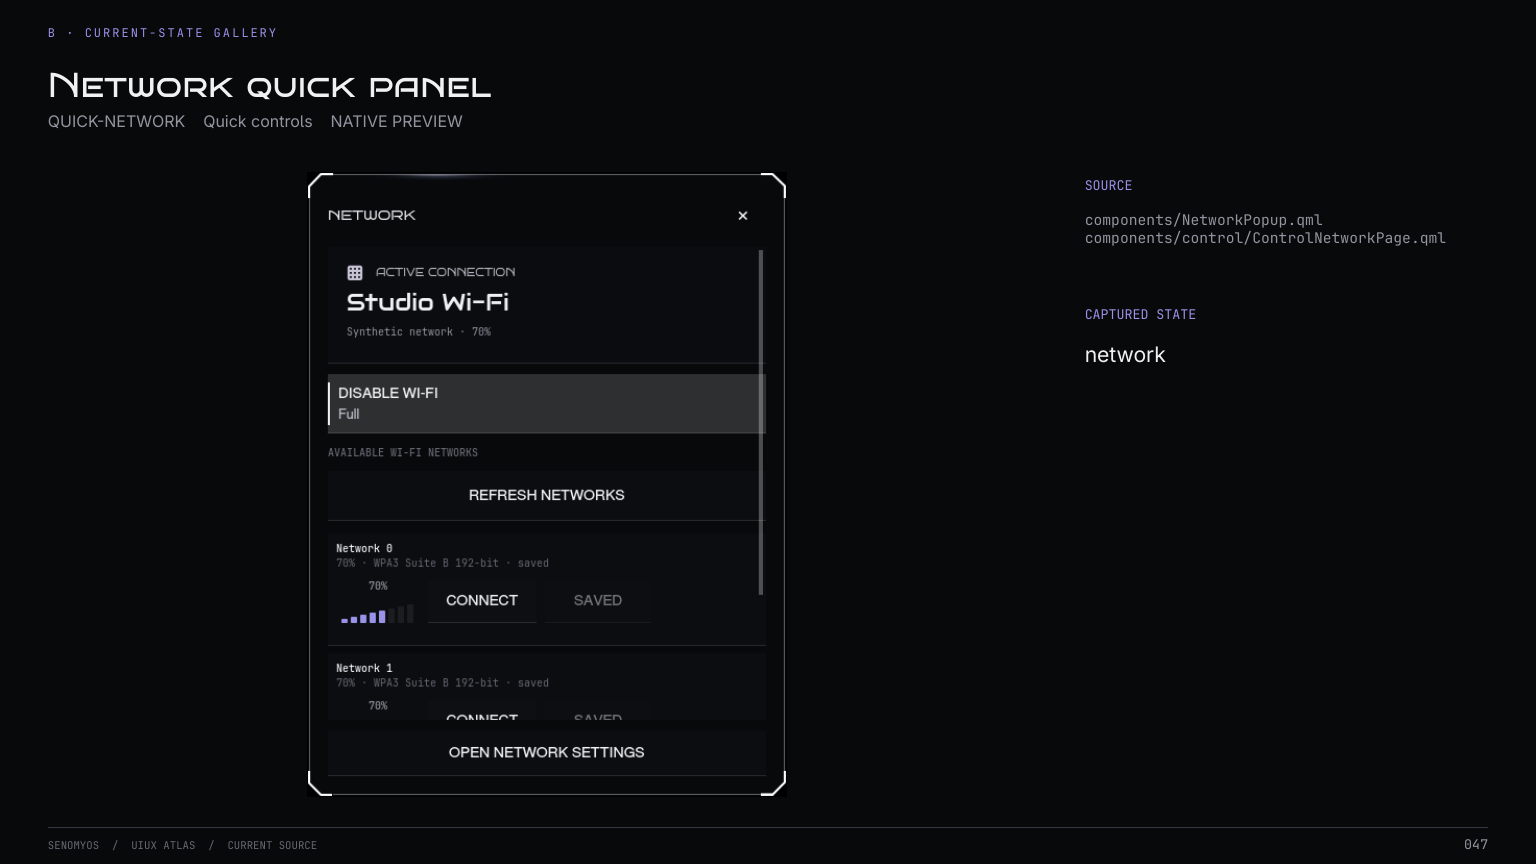 B · CURRENT-STATE GALLERY
NETWORK QUICK PANEL
QUICK-NETWORK Quick controls NATIVE PREVIEW
NETWORK ×
ACTIVE CONNECTION
Studio Wi-Fi
Synthetic network · 70%
DISABLE WI-FI
Full
AVAILABLE WI-FI NETWORKS
REFRESH NETWORKS
Network 0
70% · WPA3 Suite B 192-bit · saved
70%
CONNECT SAVED
Network 1
70% · WPA3 Suite B 192-bit · saved
70%
CONNECT SAVED
OPEN NETWORK SETTINGS
SOURCE
components/NetworkPopup.qml
components/control/ControlNetworkPage.qml
CAPTURED STATE
network
SENOMYOS / UIUX ATLAS / CURRENT SOURCE
047